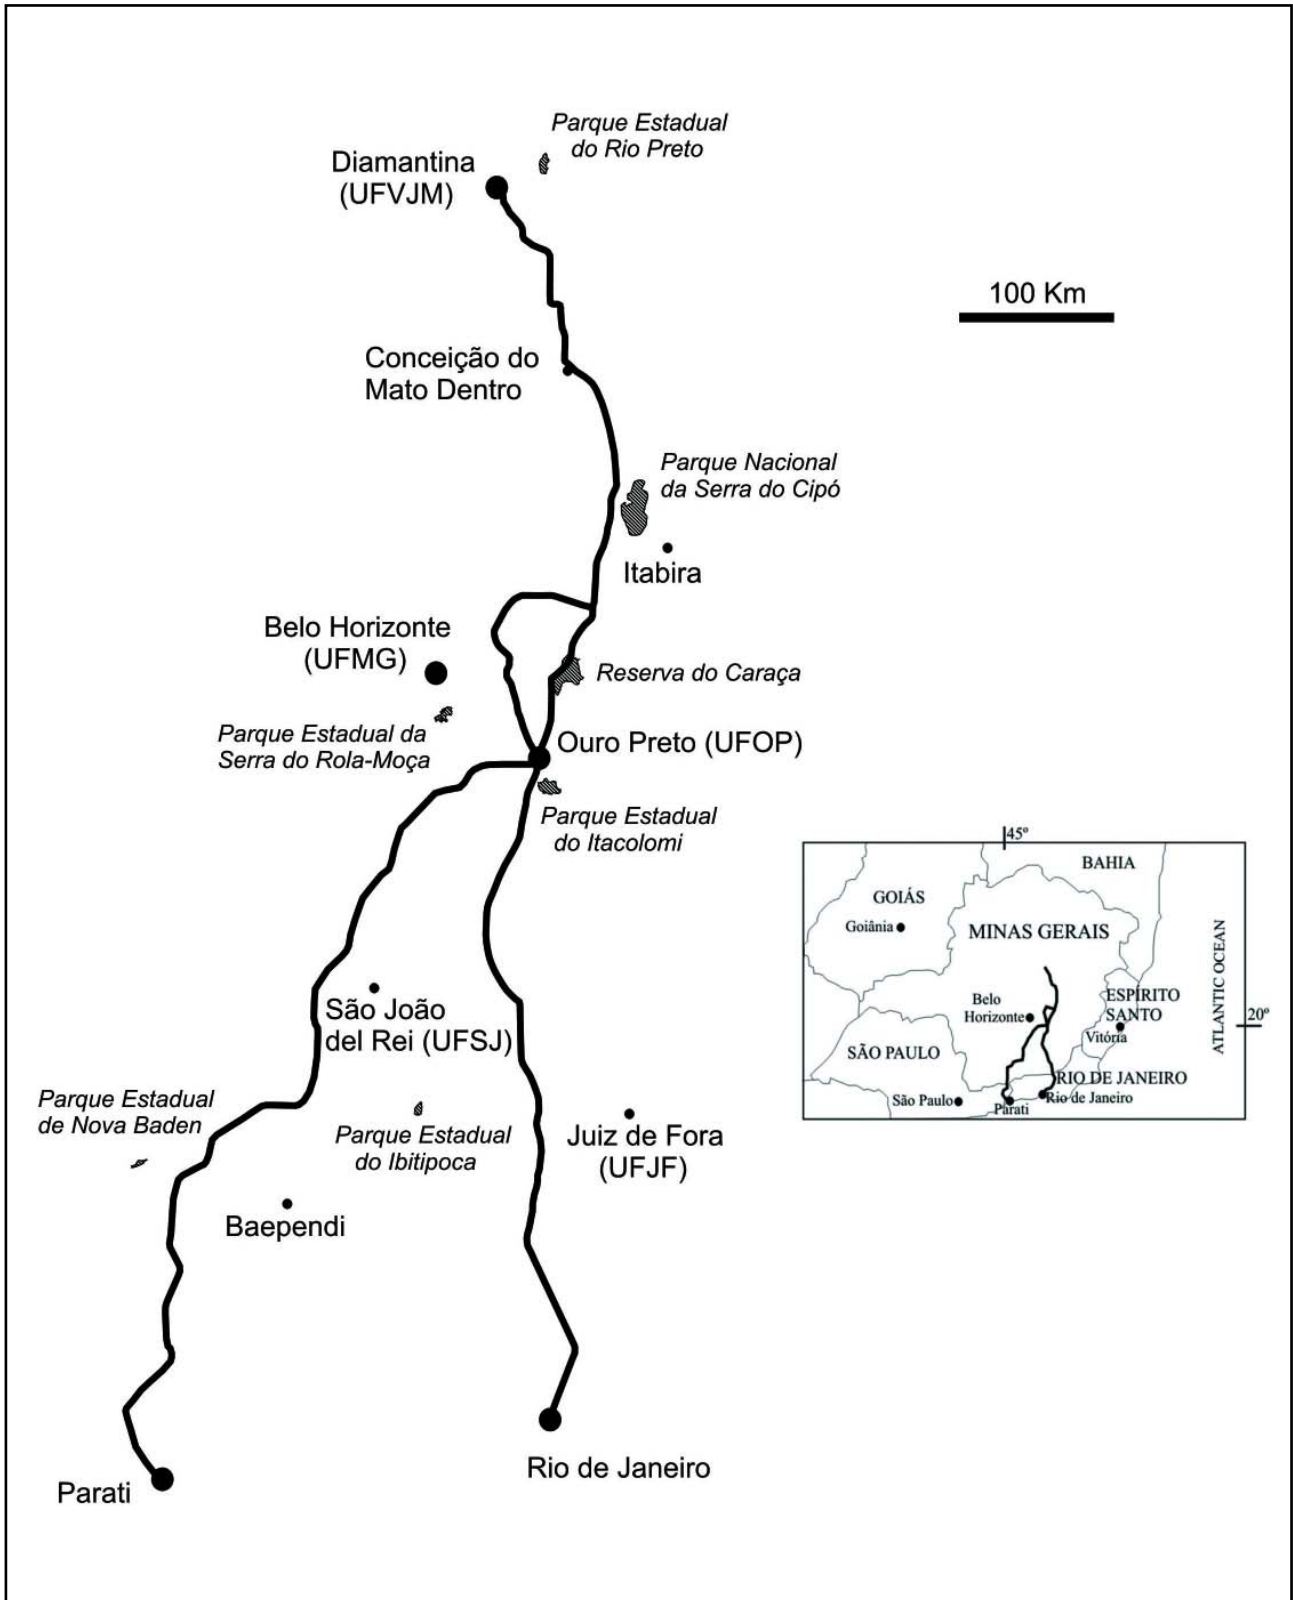 Parque Estadual
do Rio Preto
Diamantina
(UFVJM)
100 Km
Conceição do
Mato Dentro
Parque Nacional
da Serra do Cipó
Itabira
Belo Horizonte
(UFMG)
Reserva do Caraça
Parque Estadual da
Serra do Rola-Moça
Ouro Preto (UFOP)
Parque Estadual
do Itacolomi
45º
BAHIA
GOIÁS
Goiânia
MINAS GERAIS
ATLANTIC OCEAN
Belo
Horizonte
ESPÍRITO
SANTO
20º
Vitória
SÃO PAULO
RIO DE JANEIRO
São Paulo
Parati
Rio de Janeiro
São João
del Rei (UFSJ)
Parque Estadual
de Nova Baden
Parque Estadual
do Ibitipoca
Juiz de Fora
(UFJF)
Baependi
Rio de Janeiro
Parati